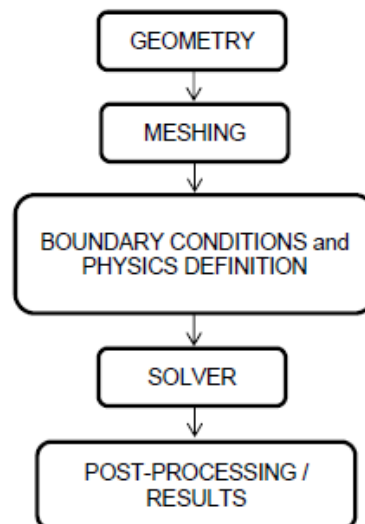 GEOMETRY
MESHING
BOUNDARY CONDITIONS and
PHYSICS DEFINITION
SOLVER
POST-PROCESSING /
RESULTS